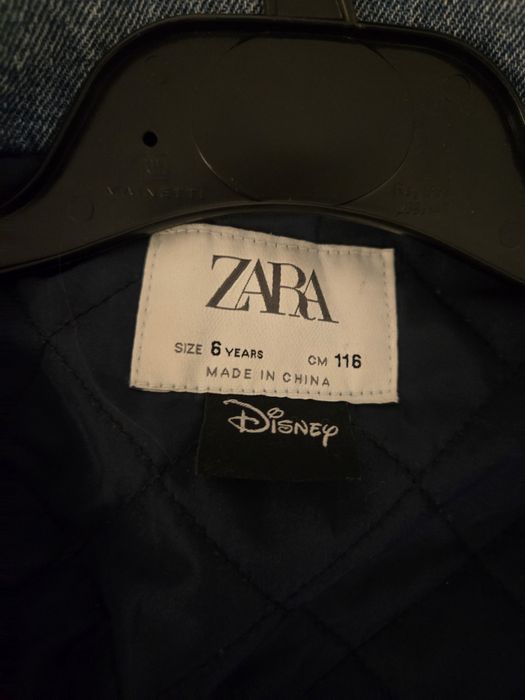 ZARA
SIZE 6 YEARS CM 116
MADE IN CHINA
Disney